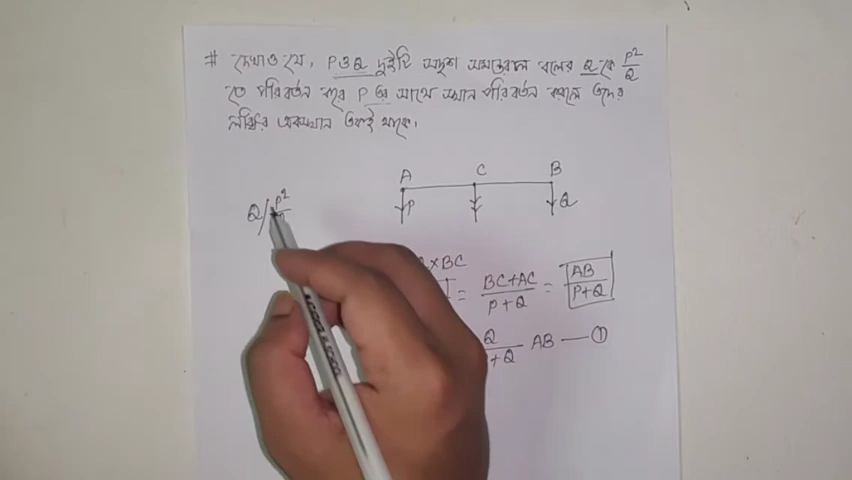 # দেখাও যে, P ও Q দুইটি সদৃশ সমান্তরাল বলের Q কে P²/Q
তে পরিবর্তন করে P এর সাথে স্থান পরিবর্তন করলে তাদের
লব্ধির অবস্থান একই থাকে।
A C B
P Q
Q/P²
×BC
= BC+AC/P+Q = AB/P+Q
Q/+Q AB — ①